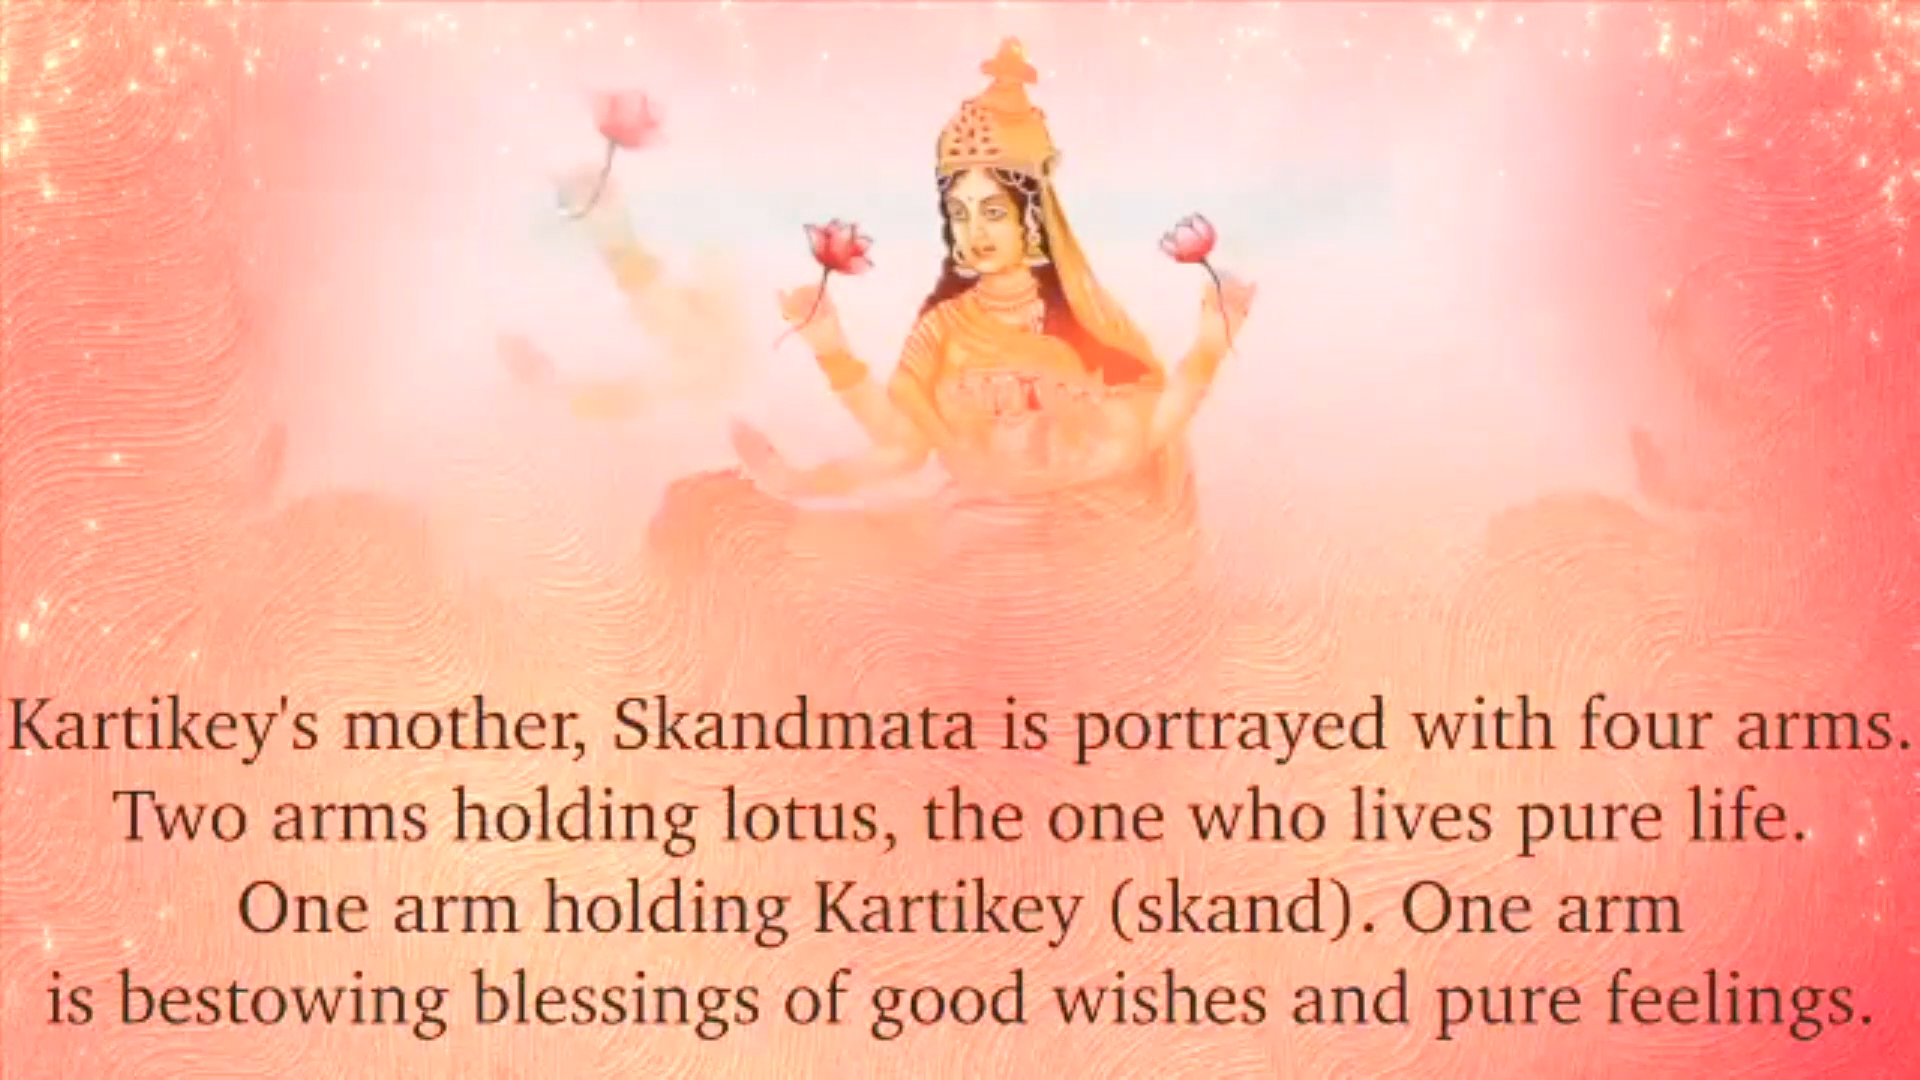 Kartikey's mother, Skandmata is portrayed with four arms.
Two arms holding lotus, the one who lives pure life.
One arm holding Kartikey (skand). One arm
is bestowing blessings of good wishes and pure feelings.